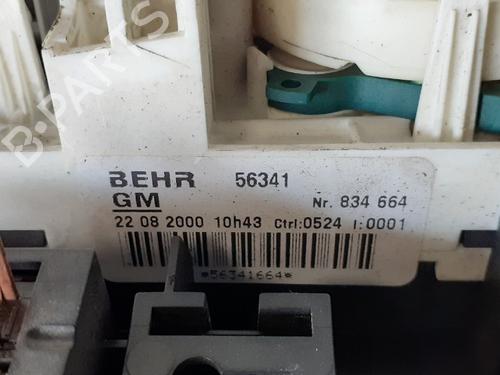 B-PARTS
BEHR 56341
GM Nr. 834 664
22 08 2000 10h43 Ctrl:0524 I:0001
*56341664*